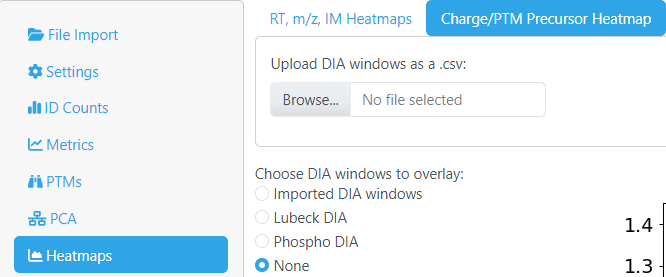 File Import
Settings
ID Counts
Metrics
PTMs
PCA
Heatmaps
RT, m/z, IM Heatmaps
Charge/PTM Precursor Heatmap
Upload DIA windows as a .csv:
Browse... No file selected
Choose DIA windows to overlay:
Imported DIA windows
Lubeck DIA
Phospho DIA
None
1.4
1.3